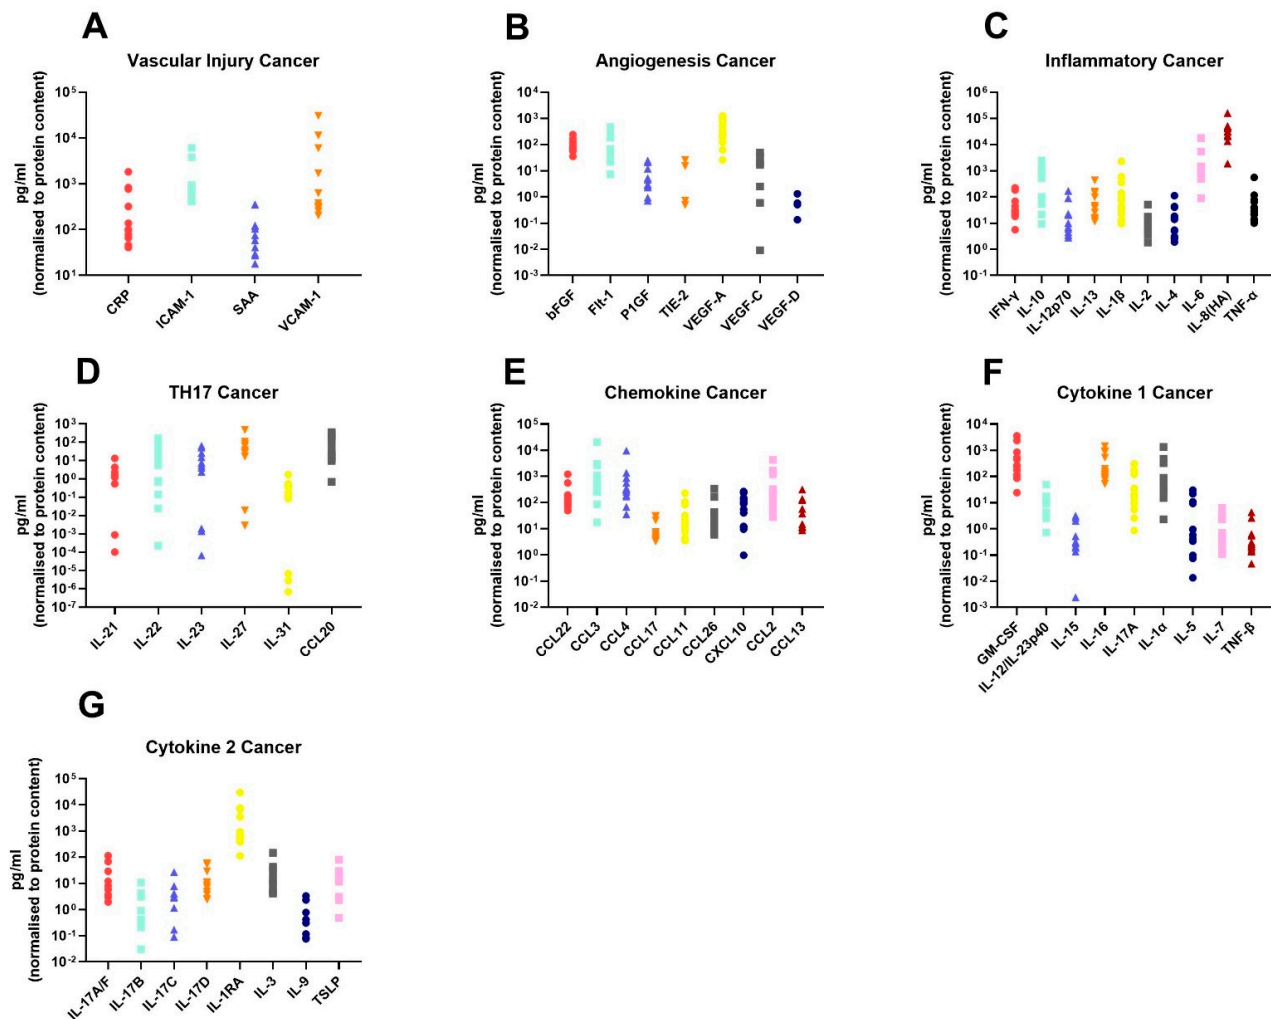 A
Vascular Injury Cancer
pg/ml
(normalised to protein content)
10⁵
10⁴
10³
10²
10¹
CRP
ICAM-1
SAA
VCAM-1
B
Angiogenesis Cancer
pg/ml
(normalised to protein content)
10⁴
10³
10²
10¹
10⁰
10⁻¹
10⁻²
10⁻³
bFGF
Flt-1
P1GF
TIE-2
VEGF-A
VEGF-C
VEGF-D
C
Inflammatory Cancer
pg/ml
(normalised to protein content)
10⁶
10⁵
10⁴
10³
10²
10¹
10⁰
10⁻¹
IFN-γ
IL-10
IL-12p70
IL-13
IL-1β
IL-2
IL-4
IL-6
IL-8(HA)
TNF-α
D
TH17 Cancer
pg/ml
(normalised to protein content)
10³
10²
10¹
10⁰
10⁻¹
10⁻²
10⁻³
10⁻⁴
10⁻⁵
10⁻⁶
10⁻⁷
IL-21
IL-22
IL-23
IL-27
IL-31
CCL20
E
Chemokine Cancer
pg/ml
(normalised to protein content)
10⁵
10⁴
10³
10²
10¹
10⁰
10⁻¹
10⁻²
CCL22
CCL3
CCL4
CCL17
CCL11
CCL26
CXCL10
CCL2
CCL13
F
Cytokine 1 Cancer
pg/ml
(normalised to protein content)
10⁴
10³
10²
10¹
10⁰
10⁻¹
10⁻²
10⁻³
GM-CSF
IL-12/IL-23p40
IL-15
IL-16
IL-17A
IL-1α
IL-5
IL-7
TNF-β
G
Cytokine 2 Cancer
pg/ml
(normalised to protein content)
10⁵
10⁴
10³
10²
10¹
10⁰
10⁻¹
10⁻²
IL-17A/F
IL-17B
IL-17C
IL-17D
IL-1RA
IL-3
IL-9
TSLP